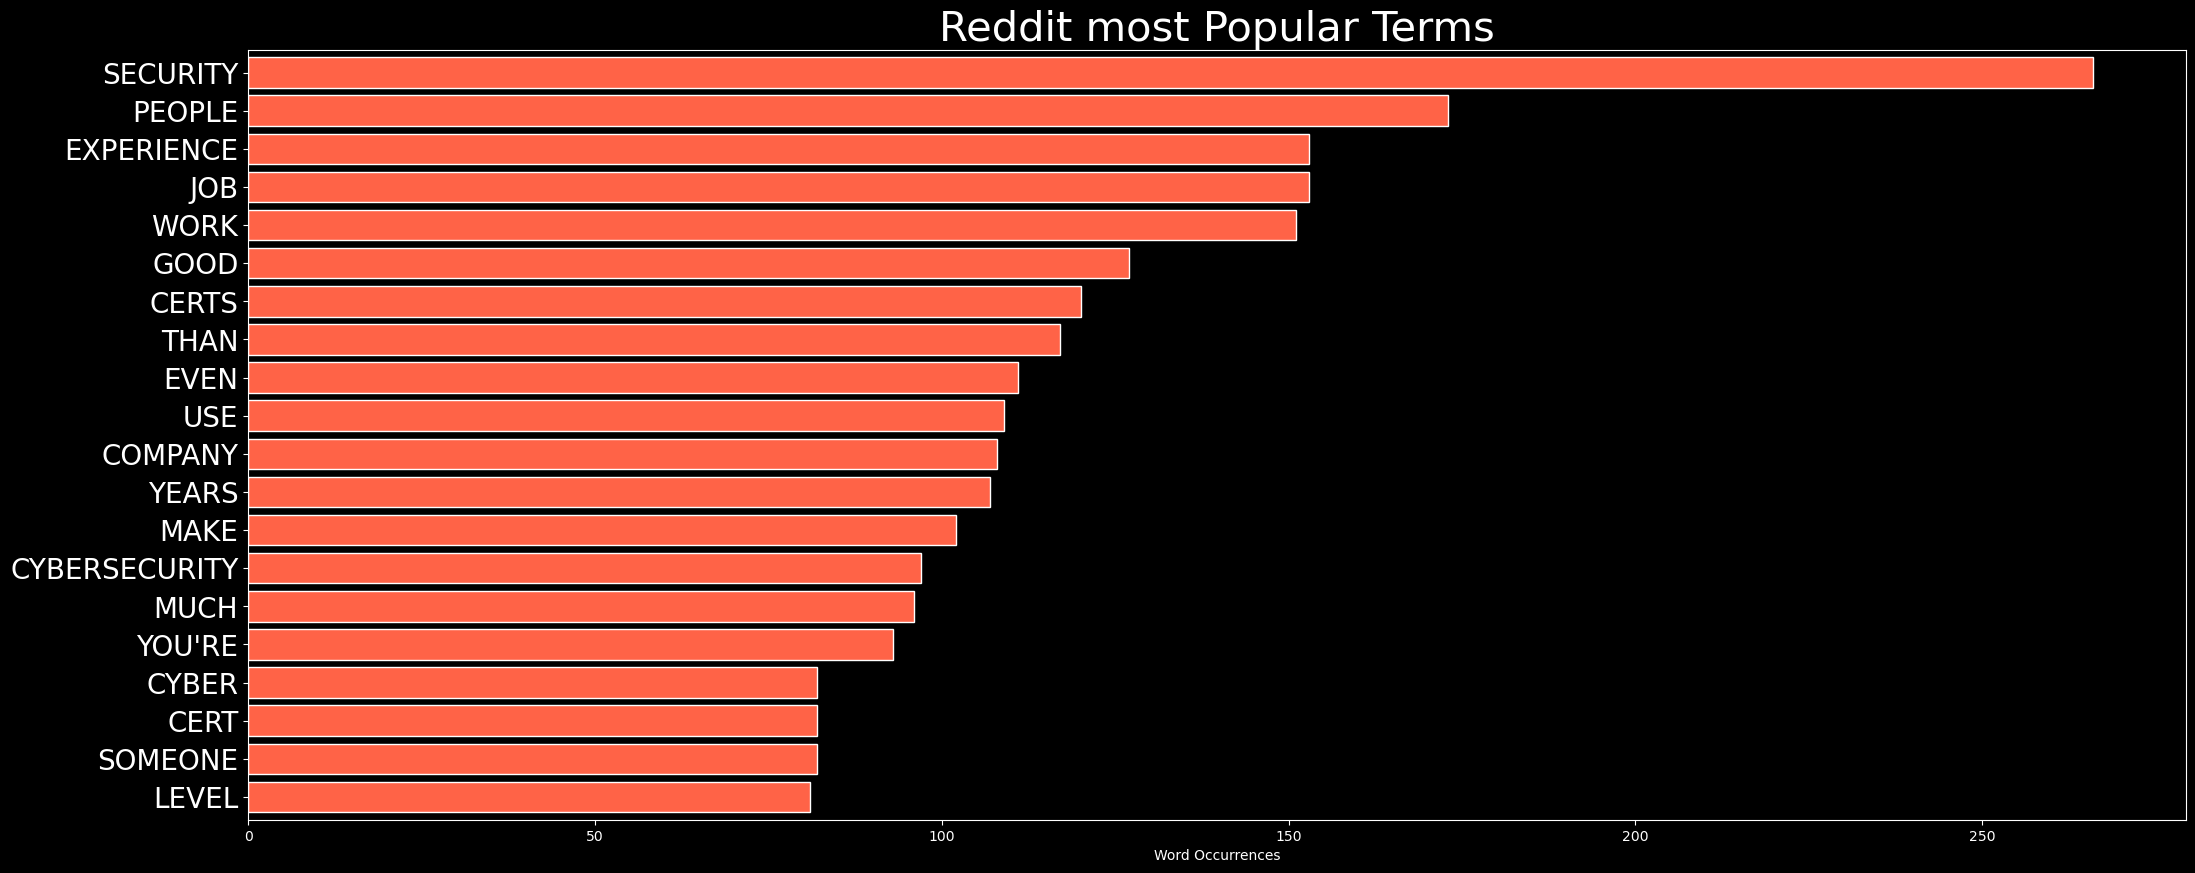 Reddit most Popular Terms
SECURITY
PEOPLE
EXPERIENCE
JOB
WORK
GOOD
CERTS
THAN
EVEN
USE
COMPANY
YEARS
MAKE
CYBERSECURITY
MUCH
YOU'RE
CYBER
CERT
SOMEONE
LEVEL
0 50 100 150 200 250
Word Occurrences